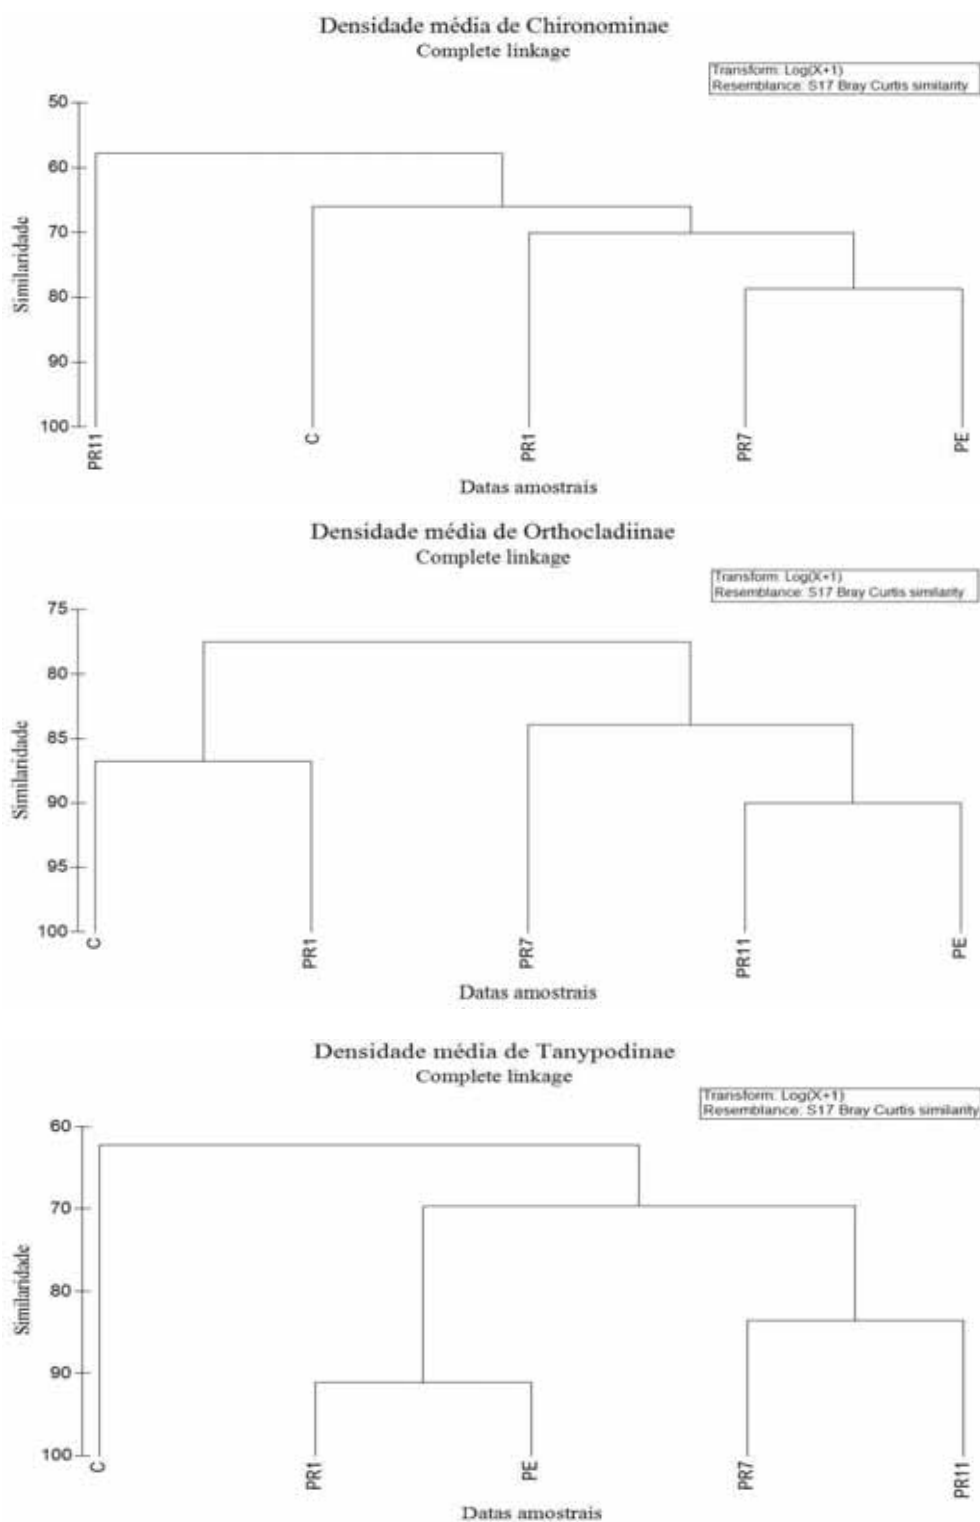 Densidade média de Chironominae
Complete linkage
Transform: Log(X+1)
Resemblance: S17 Bray Curtis similarity
50
60
70
80
90
100
Similaridade
PR11
C
PR1
PR7
PE
Datas amostrais
Densidade média de Orthocladiinae
Complete linkage
Transform: Log(X+1)
Resemblance: S17 Bray Curtis similarity
75
80
85
90
95
100
Similaridade
C
PR1
PR7
PR11
PE
Datas amostrais
Densidade média de Tanypodinae
Complete linkage
Transform: Log(X+1)
Resemblance: S17 Bray Curtis similarity
60
70
80
90
100
Similaridade
C
PR1
PE
PR7
PR11
Datas amostrais